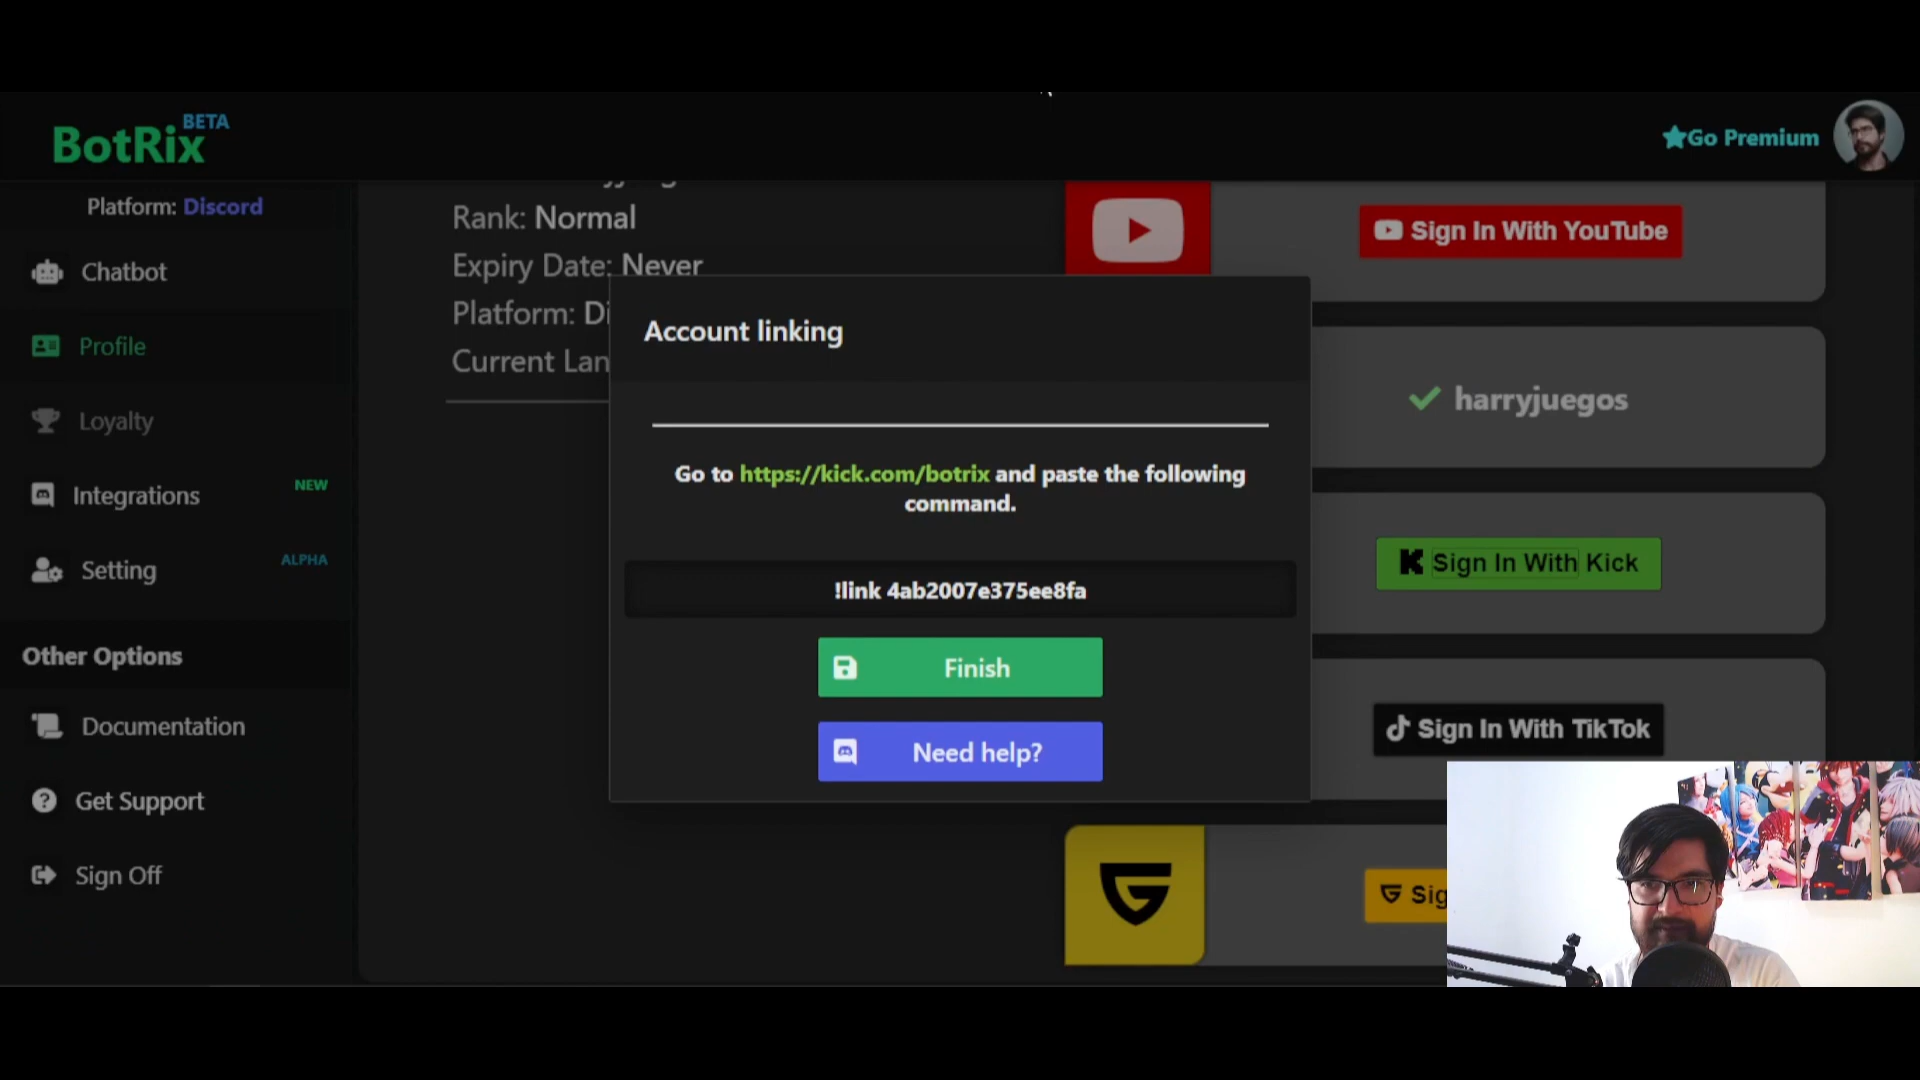 BotRix BETA
Go Premium
Platform: Discord
Chatbot
Profile
Loyalty
Integrations NEW
Setting ALPHA
Other Options
Documentation
Get Support
Sign Off
Rank: Normal
Expiry Date: Never
Platform: Di
Current Lan
Account linking
Go to https://kick.com/botrix and paste the following
command.
!link 4ab2007e375ee8fa
Finish
Need help?
Sign In With YouTube
harryjuegos
Sign In With Kick
Sign In With TikTok
Sig